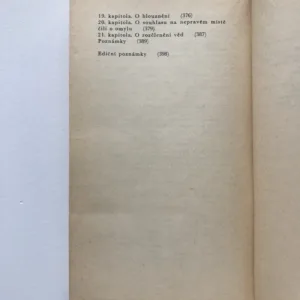 19. kapitola. O blouznění (376)
20. kapitola. O souhlasu na nepravém místě
čili o omylu (379)
21. kapitola. O rozdělení věd (387)
Poznámky (389)
Ediční poznámky (398)